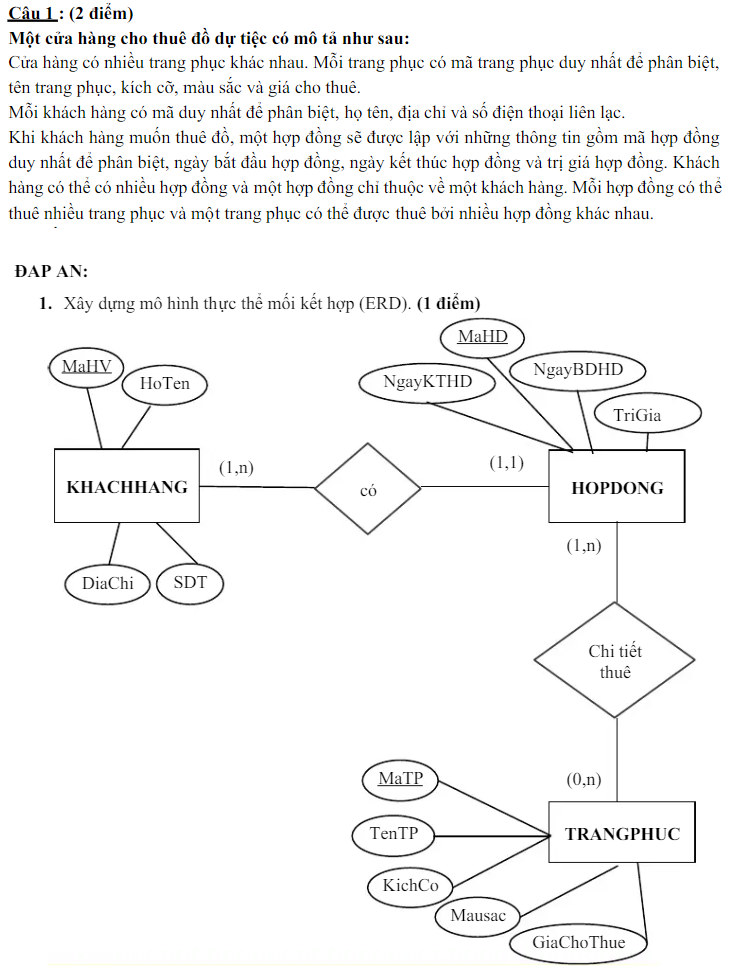 Câu 1 : (2 điểm)
Một cửa hàng cho thuê đồ dự tiệc có mô tả như sau:
Cửa hàng có nhiều trang phục khác nhau. Mỗi trang phục có mã trang phục duy nhất để phân biệt,
tên trang phục, kích cỡ, màu sắc và giá cho thuê.
Mỗi khách hàng có mã duy nhất để phân biệt, họ tên, địa chỉ và số điện thoại liên lạc.
Khi khách hàng muốn thuê đồ, một hợp đồng sẽ được lập với những thông tin gồm mã hợp đồng
duy nhất để phân biệt, ngày bắt đầu hợp đồng, ngày kết thúc hợp đồng và trị giá hợp đồng. Khách
hàng có thể có nhiều hợp đồng và một hợp đồng chỉ thuộc về một khách hàng. Mỗi hợp đồng có thể
thuê nhiều trang phục và một trang phục có thể được thuê bởi nhiều hợp đồng khác nhau.
ĐAP AN:
1. Xây dựng mô hình thực thể mối kết hợp (ERD). (1 điểm)
MaHD
MaHV
HoTen
NgayKTHD
NgayBDHD
TriGia
(1,n)
(1,1)
KHACHHANG
có
HOPDONG
(1,n)
DiaChi
SDT
Chi tiết
thuê
MaTP
(0,n)
TenTP
TRANGPHUC
KichCo
Mausac
GiaChoThue